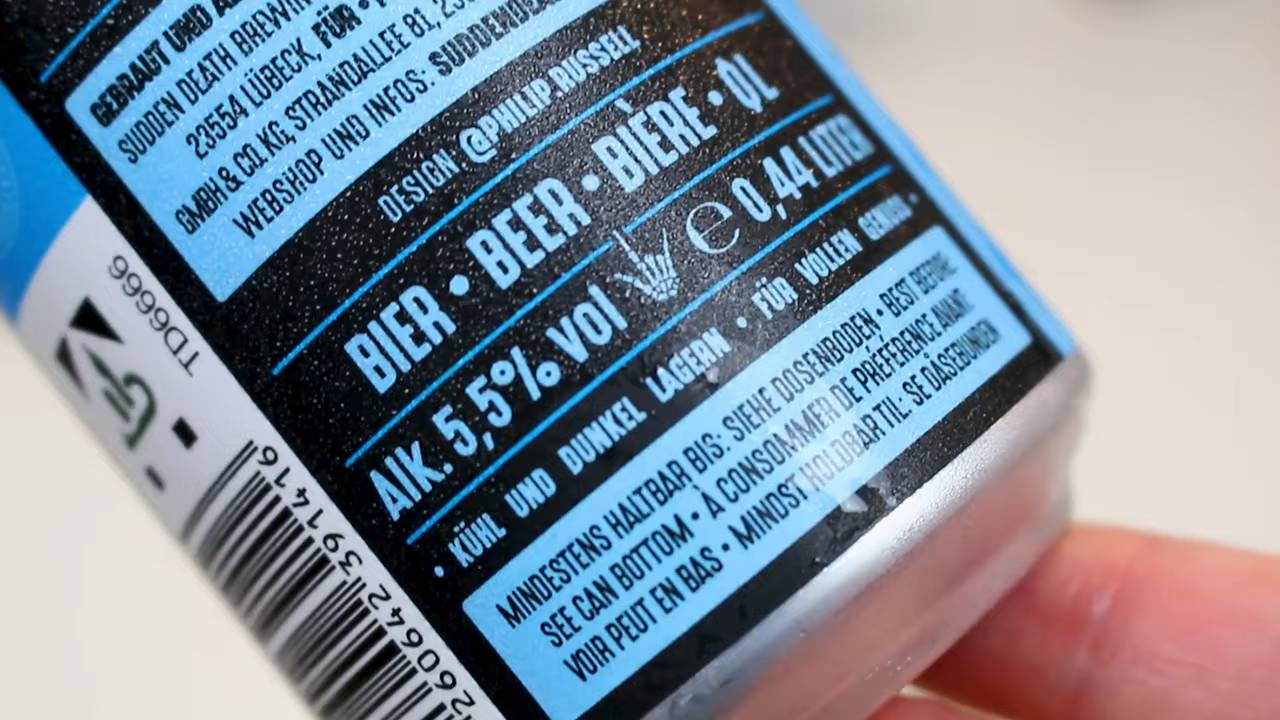 GEBRAUT UND
SUDDEN DEATH
23554 LÜBECK, FÜR
GMBH & CO. KG, STRANDALLEE 81,
WEBSHOP UND INFOS:
DESIGN @PHILIP.RUSSELL
BIER • BEER • BIÈRE • ØL
Alk. 5,5% vol e 0,44 LITER
• KÜHL UND DUNKEL LAGERN • FÜR VOLLEN GENUSS •
MINDESTENS HALTBAR BIS: SIEHE DOSENBODEN • BEST BEFORE
SEE CAN BOTTOM • À CONSOMMER DE PRÉFÉRENCE AVANT
VOIR PEUT EN BAS • MINDST HOLDBAR TIL: SE DÅSEBUNDEN
TD6666
260642 391416